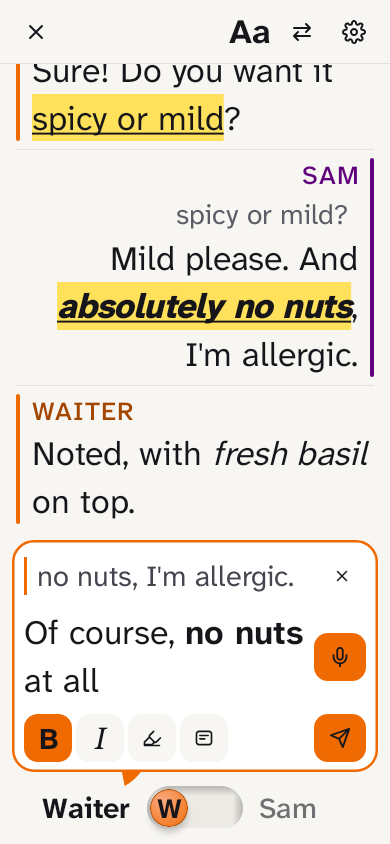 Aa
Sure! Do you want it
spicy or mild?
SAM
spicy or mild?
Mild please. And
absolutely no nuts,
I'm allergic.
WAITER
Noted, with fresh basil
on top.
no nuts, I'm allergic.
Of course, no nuts
at all
B I
Waiter W Sam